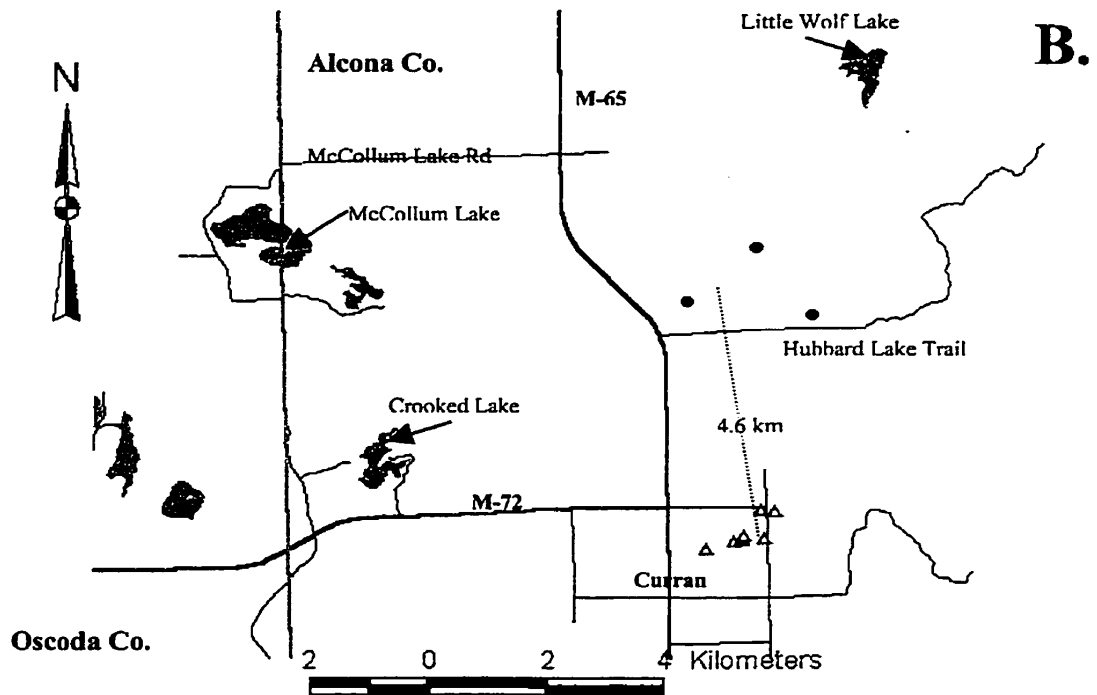 Little Wolf Lake
B.
N
Alcona Co.
M-65
McCollum Lake Rd
McCollum Lake
Hubbard Lake Trail
Crooked Lake
4.6 km
M-72
Curran
Oscoda Co.
2 0 2 4 Kilometers